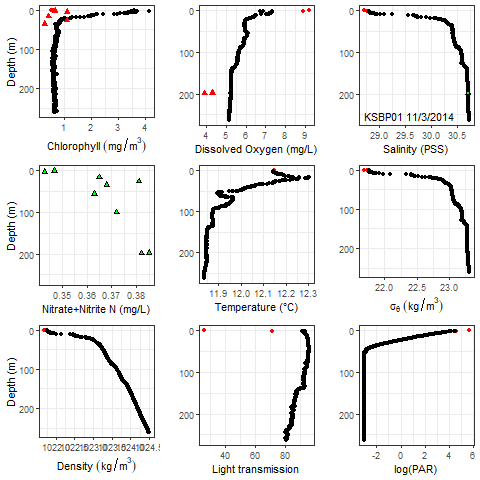 Depth (m)
0
100
200
1 2 3 4
Chlorophyll (mg/m³)
0
100
200
4 5 6 7 8 9
Dissolved Oxygen (mg/L)
0
100
200
KSBP01 11/3/2014
29.0 29.5 30.0 30.5
Salinity (PSS)
Depth (m)
0
100
200
0.35 0.36 0.37 0.38
Nitrate+Nitrite N (mg/L)
0
100
200
11.9 12.0 12.1 12.2 12.3
Temperature (°C)
0
100
200
22.0 22.5 23.0
σθ (kg/m³)
Depth (m)
0
100
200
Density (kg/m³)
0
100
200
40 60 80
Light transmission
0
100
200
-2 0 2 4 6
log(PAR)